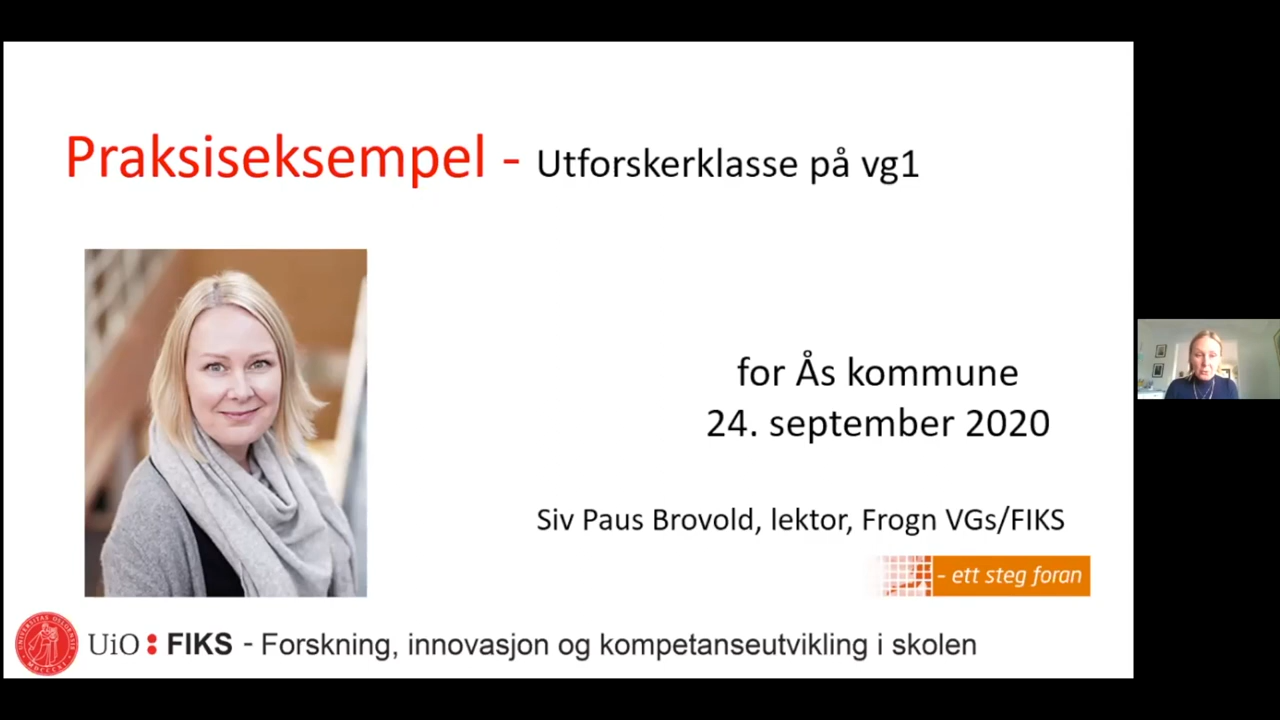 Praksiseksempel - Utforskerklasse på vg1
for Ås kommune
24. september 2020
Siv Paus Brovold, lektor, Frogn VGs/FIKS
- ett steg foran
UiO : FIKS - Forskning, innovasjon og kompetanseutvikling i skolen